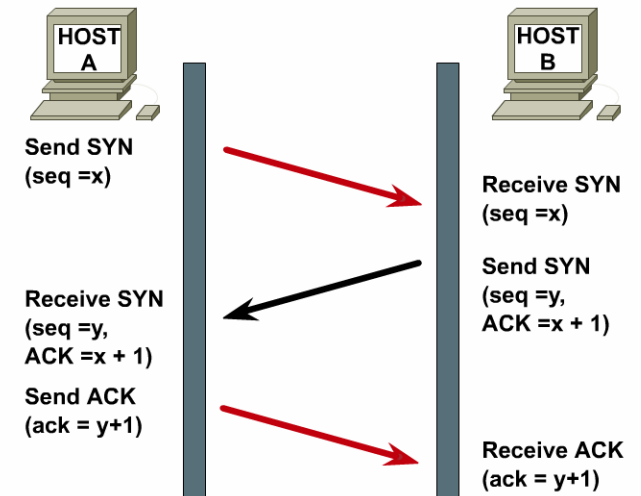 HOST
A
HOST
B
Send SYN
(seq =x)
Receive SYN
(seq =x)
Send SYN
(seq =y,
ACK =x + 1)
Receive SYN
(seq =y,
ACK =x + 1)
Send ACK
(ack = y+1)
Receive ACK
(ack = y+1)